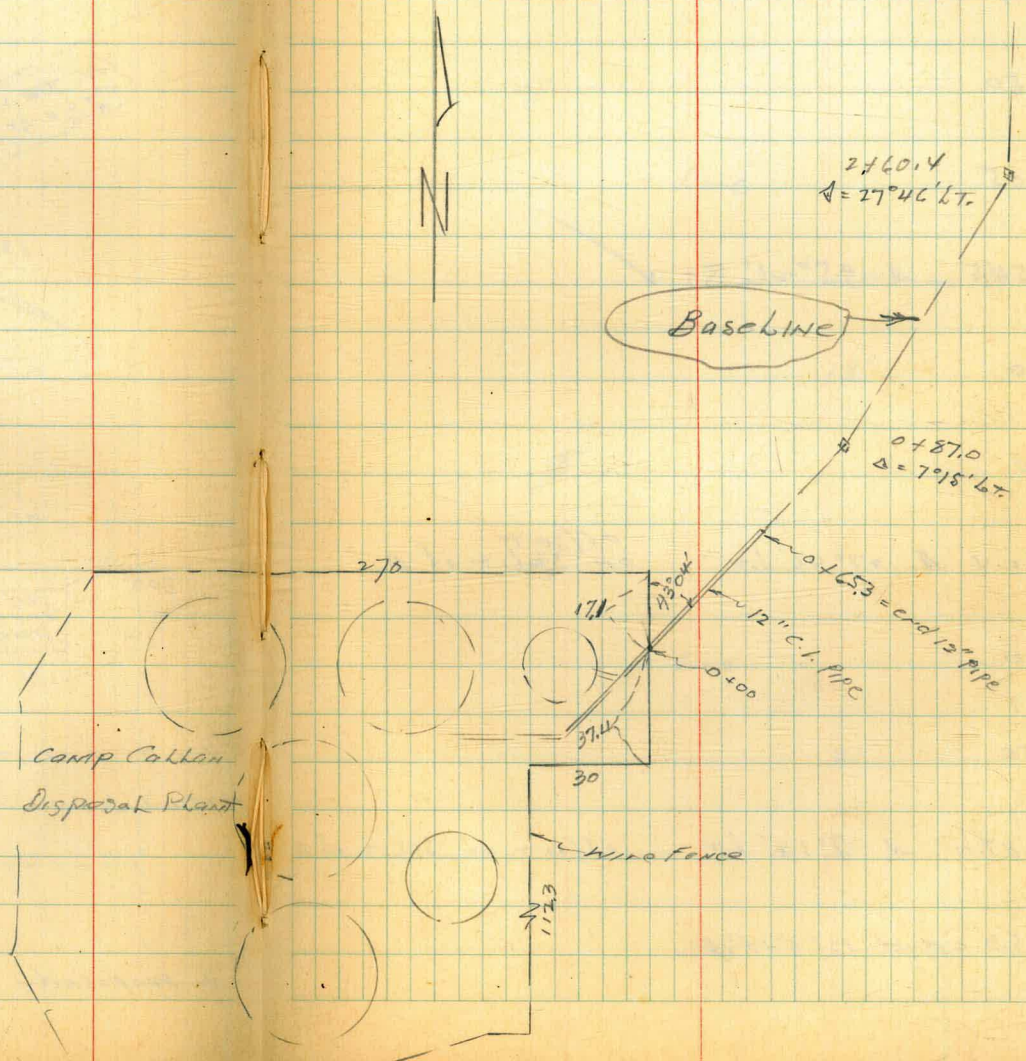 N
2+60.4
Δ = 27°46' LT.
BaseLine
0+87.0
Δ = 7°15' LT.
270
17.1
43°04'
0+65.3 = end 12" pipe
12" C.I. Pipe
0+00
37.4
30
Camp Callan
Disposal Plant
Wire Fence
112.3